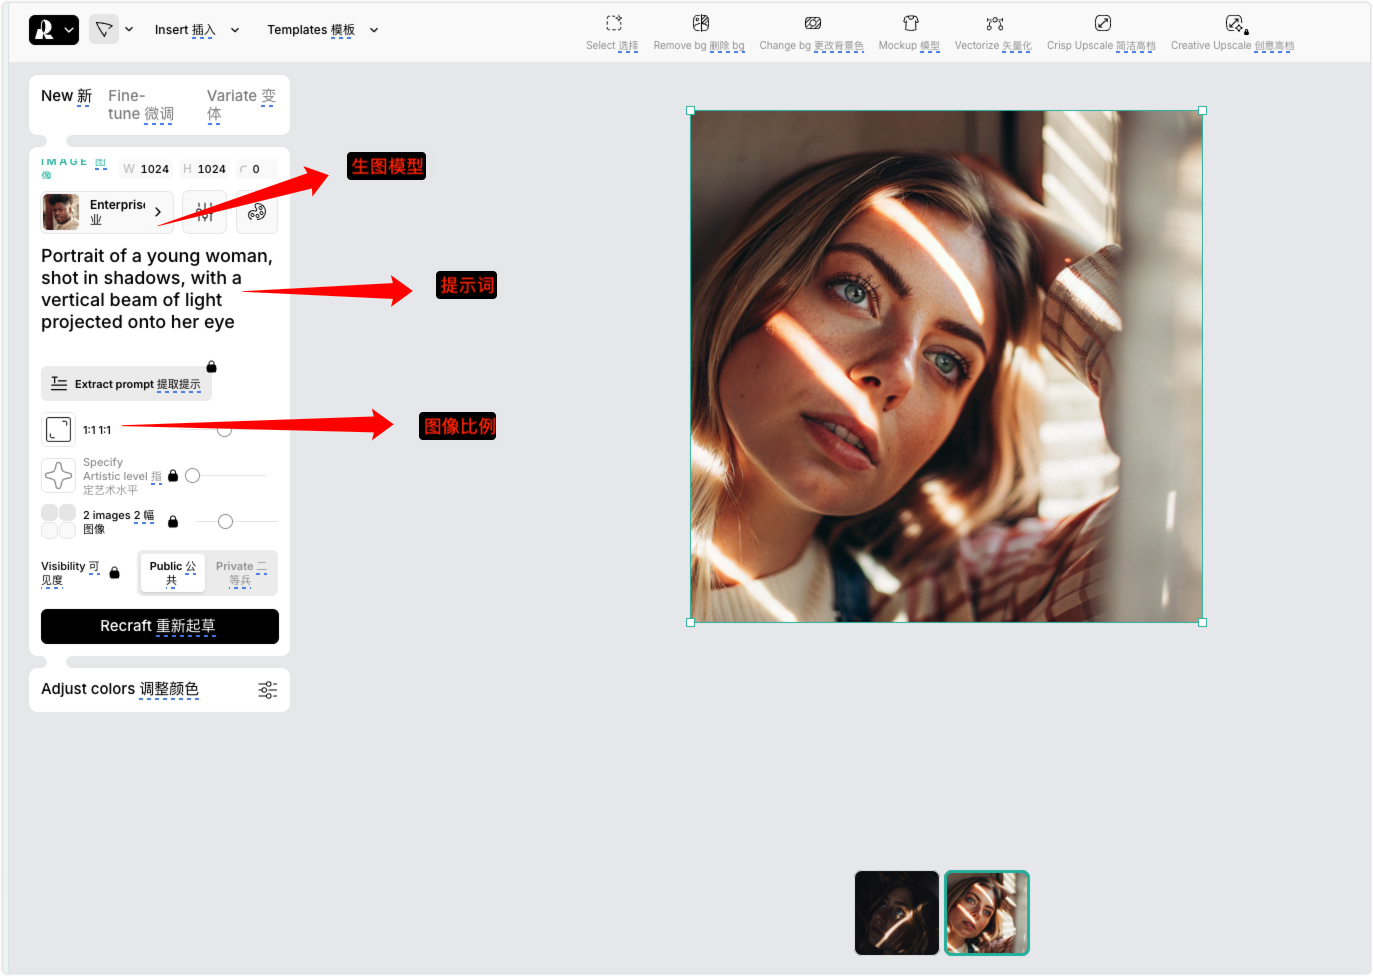 Insert 插入
Templates 模板
Select 选择
Remove bg 删除 bg
Change bg 更改背景色
Mockup 模型
Vectorize 矢量化
Crisp Upscale 简洁高档
Creative Upscale 创意高档
New 新
Fine-
tune 微调
Variate 变
体
IMAGE 图
像
W 1024
H 1024
0
Enterprise
业
生图模型
Portrait of a young woman,
shot in shadows, with a
vertical beam of light
projected onto her eye
提示词
Extract prompt 提取提示
1:1 1:1
图像比例
Specify
Artistic level 指
定艺术水平
2 images 2 幅
图像
Visibility 可
见度
Public 公
共
Private 二
等兵
Recraft 重新起草
Adjust colors 调整颜色